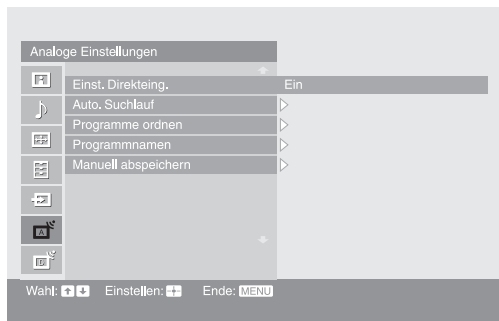 Analoge Einstellungen
Einst. Direkteing. Ein
Auto. Suchlauf
Programme ordnen
Programmnamen
Manuell abspeichern
Wahl: Einstellen: Ende: MENU